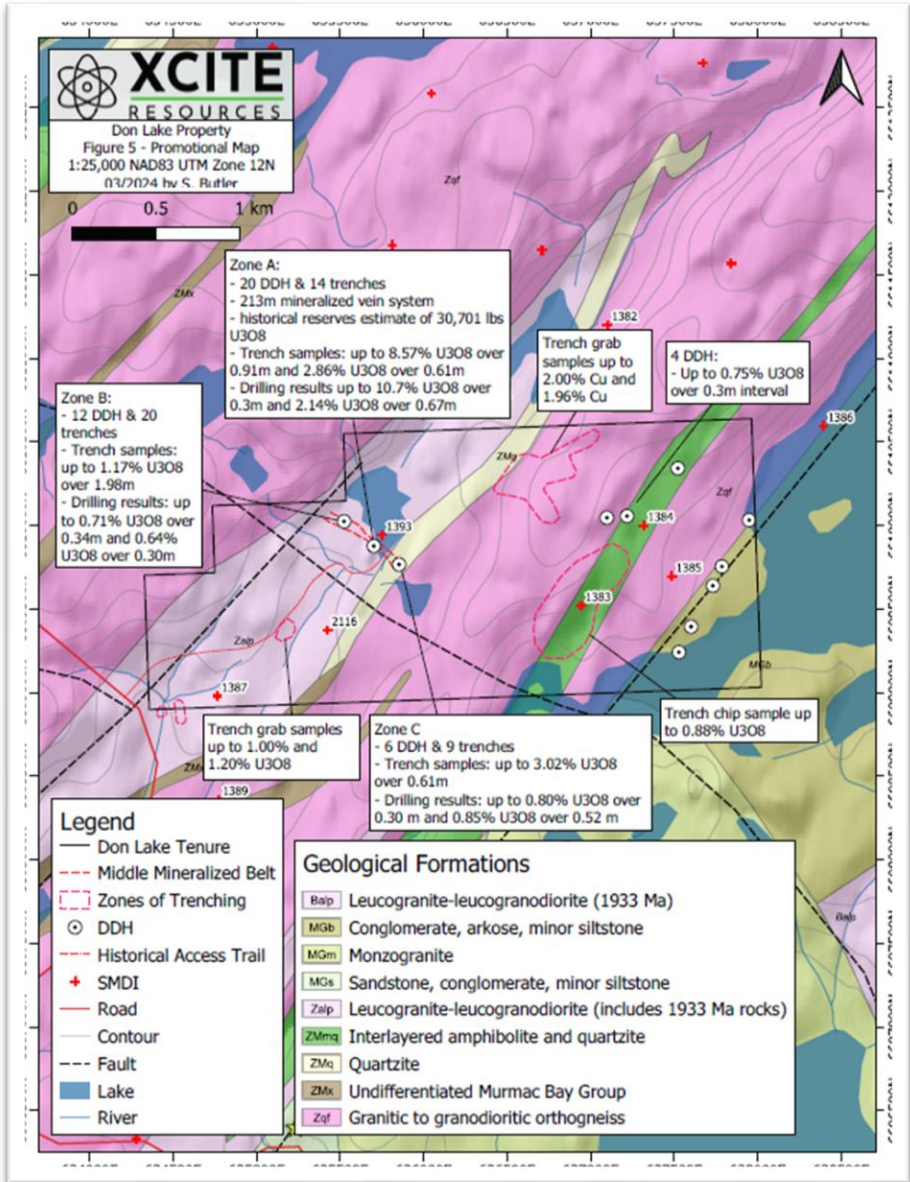 XCITE
RESOURCES
Don Lake Property
Figure 5 - Promotional Map
1:25,000 NAD83 UTM Zone 12N
03/2024 by S. Butler
0 0.5 1 km
Zqf
ZMx
Zone A:
- 20 DDH & 14 trenches
- 213m mineralized vein system
- historical reserves estimate of 30,701 lbs
U3O8
- Trench samples: up to 8.57% U3O8 over
0.91m and 2.86% U3O8 over 0.61m
- Drilling results up to 10.7% U3O8 over
0.3m and 2.14% U3O8 over 0.67m
1382
Trench grab
samples up to
2.00% Cu and
1.96% Cu
4 DDH:
- Up to 0.75% U3O8
over 0.3m interval
Zone B:
- 12 DDH & 20
trenches
- Trench samples:
up to 1.17% U3O8
over 1.98m
- Drilling results: up
to 0.71% U3O8 over
0.34m and 0.64%
U3O8 over 0.30m
1386
ZMq
Zqf
1393
1384
1385
1383
2116
Zalp
MGb
1387
Trench grab samples
up to 1.00% and
1.20% U3O8
Zone C
- 6 DDH & 9 trenches
- Trench samples: up to 3.02% U3O8
over 0.61m
- Drilling results: up to 0.80% U3O8 over
0.30 m and 0.85% U3O8 over 0.52 m
Trench chip sample up
to 0.88% U3O8
1389
Legend
Don Lake Tenure
Middle Mineralized Belt
Zones of Trenching
DDH
Historical Access Trail
SMDI
Road
Contour
Fault
Lake
River
Geological Formations
Balp Leucogranite-leucogranodiorite (1933 Ma)
MGb Conglomerate, arkose, minor siltstone
MGm Monzogranite
MGs Sandstone, conglomerate, minor siltstone
Zalp Leucogranite-leucogranodiorite (includes 1933 Ma rocks)
ZMmq Interlayered amphibolite and quartzite
ZMq Quartzite
ZMx Undifferentiated Murmac Bay Group
Zqf Granitic to granodioritic orthogneiss
Balp